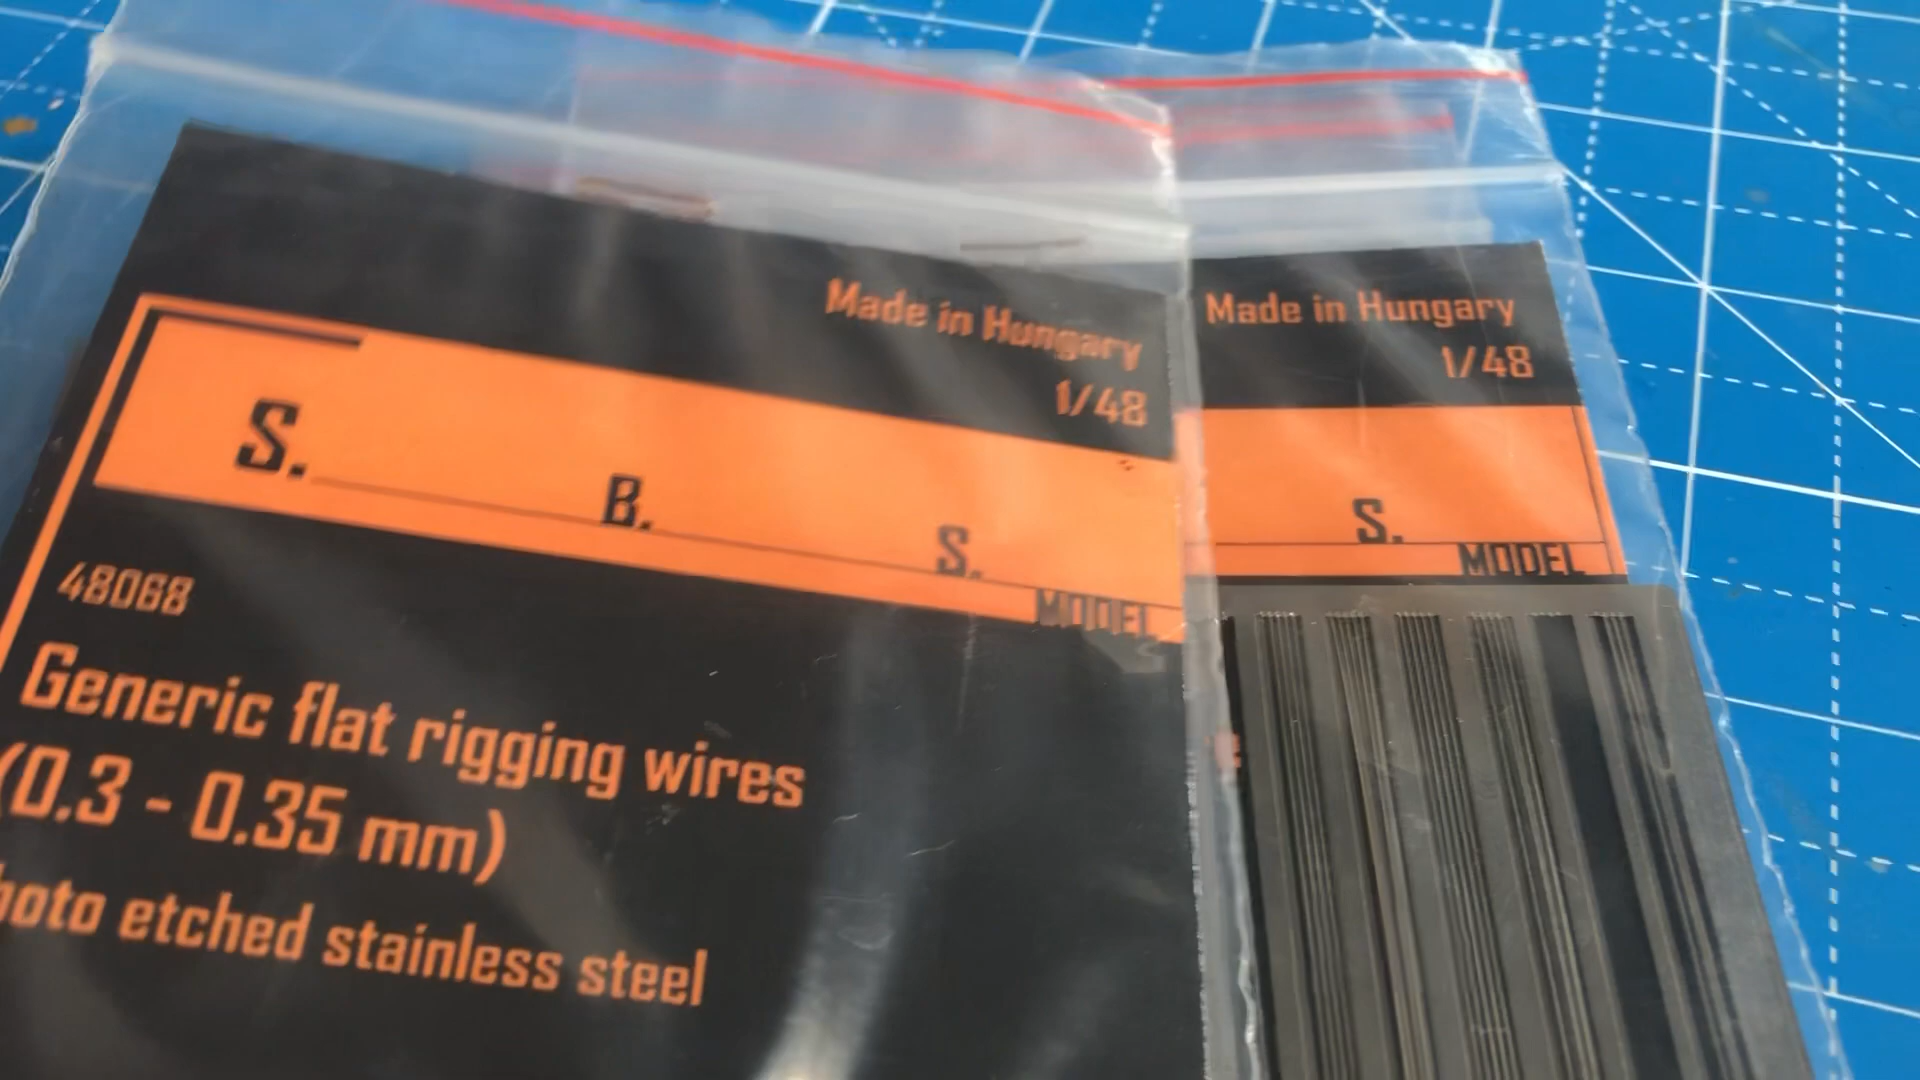 Made in Hungary
1/48
S. B. S.
MODEL
48068
Generic flat rigging wires
(0.3 - 0.35 mm)
etched stainless steel
Made in Hungary
1/48
S.
MODEL